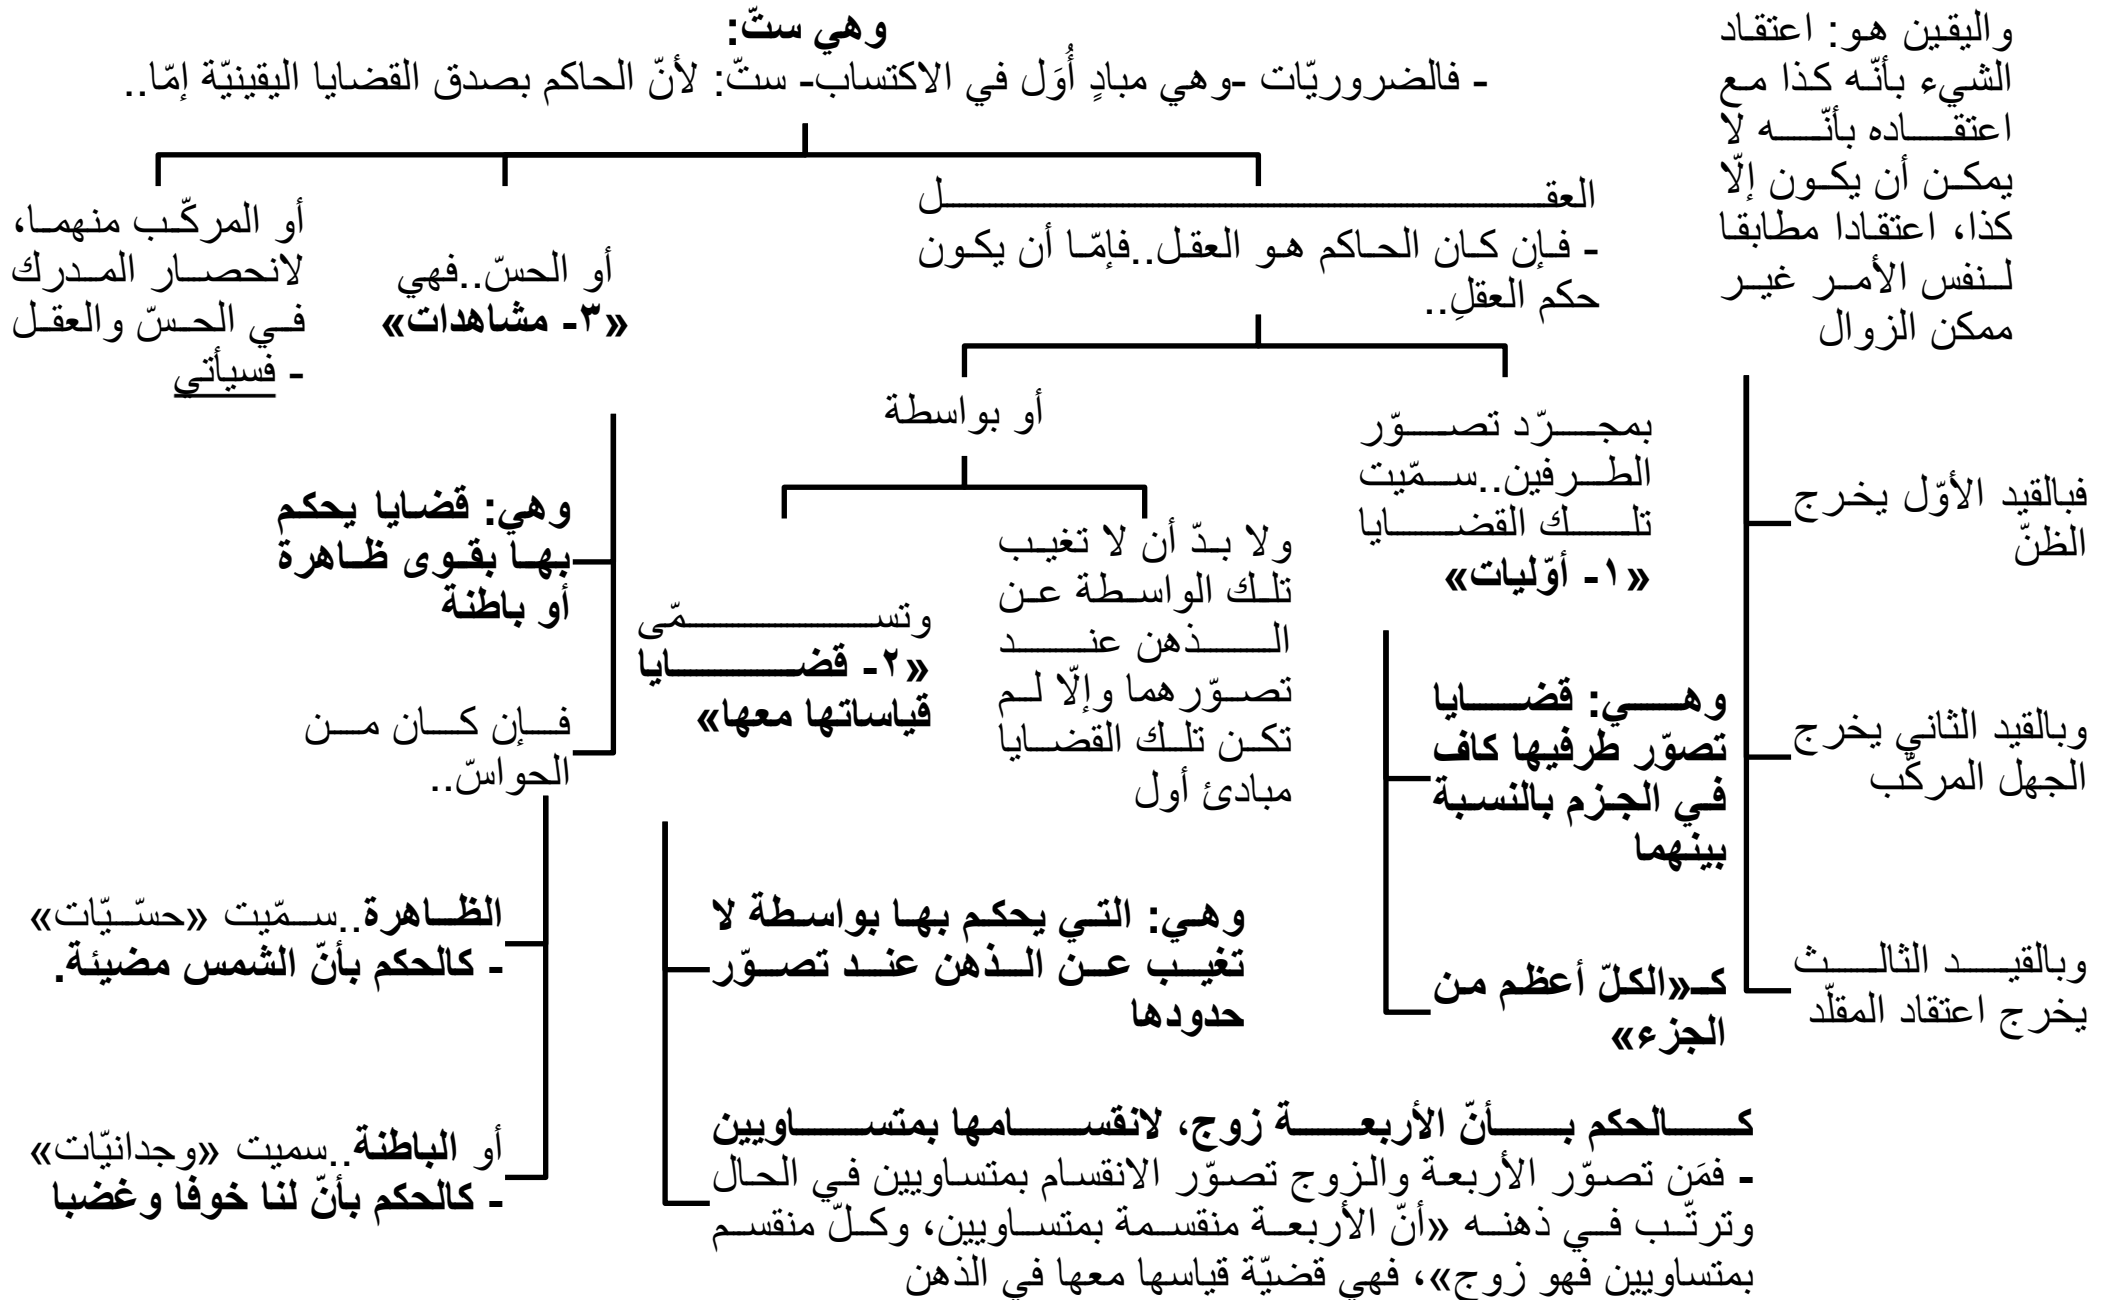 واليقين هو: اعتقاد
الشيء بأنّه كذا مع
اعتقاده بأنّه لا
يمكن أن يكون إلّا
كذا، اعتقادا مطابقا
لنفس الأمر غير
ممكن الزوال
فبالقيد الأوّل يخرج
الظنّ
وبالقيد الثاني يخرج
الجهل المركّب
وبالقيد الثالث
يخرج اعتقاد المقلّد
وهي ستّ:
- فالضروريّات -وهي مبادٍ أُوَل في الاكتساب- ستّ: لأنّ الحاكم بصدق القضايا اليقينيّة إمّا..
العقل
- فإن كان الحاكم هو العقل..فإمّا أن يكون
حكم العقلِ..
بمجرّد تصوّر
الطرفين..سمّيت
تلك القضايا
«١- أوّليات»
وهي: قضايا
تصوّر طرفيها كاف
في الجزم بالنسبة
بينهما
كـ«الكلّ أعظم من
الجزء»
أو بواسطة
ولا بدّ أن لا تغيب
تلك الواسطة عن
الذهن عند
تصوّرهما وإلّا لم
تكن تلك القضايا
مبادئ أول
وتسمّى
«٢- قضايا
قياساتها معها»
وهي: التي يحكم بها بواسطة لا
تغيب عن الذهن عند تصوّر
حدودها
كالحكم بأنّ الأربعة زوج، لانقسامها بمتساويين
- فمَن تصوّر الأربعة والزوج تصوّر الانقسام بمتساويين في الحال
وترتّب في ذهنه «أنّ الأربعة منقسمة بمتساويين، وكلّ منقسم
بمتساويين فهو زوج»، فهي قضيّة قياسها معها في الذهن
أو الحسّ..فهي
«٣- مشاهدات»
وهي: قضايا يحكم
بها بقوى ظاهرة
أو باطنة
فإن كان من
الحواسّ..
الظاهرة..سمّيت «حسّيّات»
- كالحكم بأنّ الشمس مضيئة.
أو الباطنة..سميت «وجدانيّات»
- كالحكم بأنّ لنا خوفا وغضبا
أو المركّب منهما،
لانحصار المدرك
في الحسّ والعقل
- فسيأتي